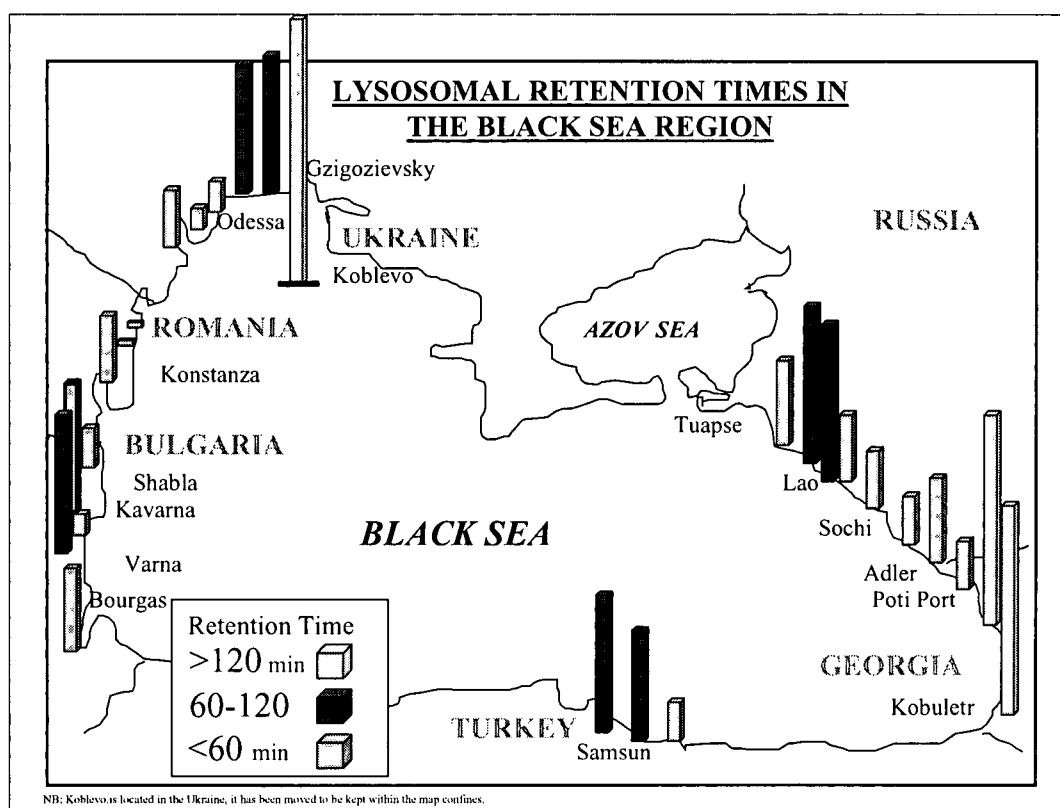 LYSOSOMAL RETENTION TIMES IN
THE BLACK SEA REGION
Gzigozievsky
Odessa
UKRAINE
RUSSIA
Koblevo
ROMANIA
AZOV SEA
Konstanza
Tuapse
BULGARIA
Shabla
Kavarna
Lao
BLACK SEA
Sochi
Varna
Adler
Bourgas
Poti Port
Retention Time
>120 min
60-120
<60 min
GEORGIA
Kobuletr
TURKEY
Samsun
NB: Koblevo is located in the Ukraine, it has been moved to be kept within the map confines.